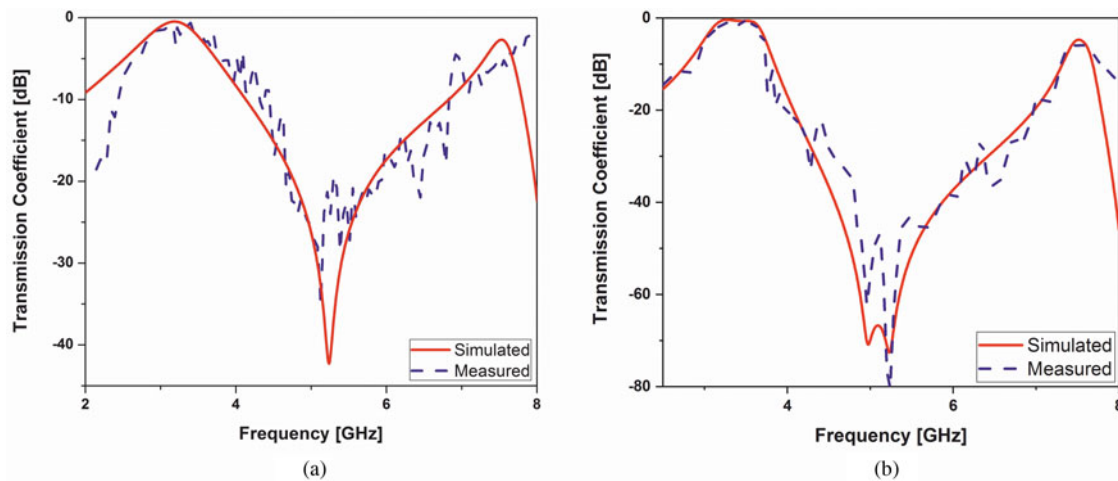 0
-10
-20
-30
-40
Transmission Coefficient [dB]
2
4
6
8
Frequency [GHz]
Simulated
Measured
(a)
0
-20
-40
-60
-80
Transmission Coefficient [dB]
4
6
8
Frequency [GHz]
Simulated
Measured
(b)